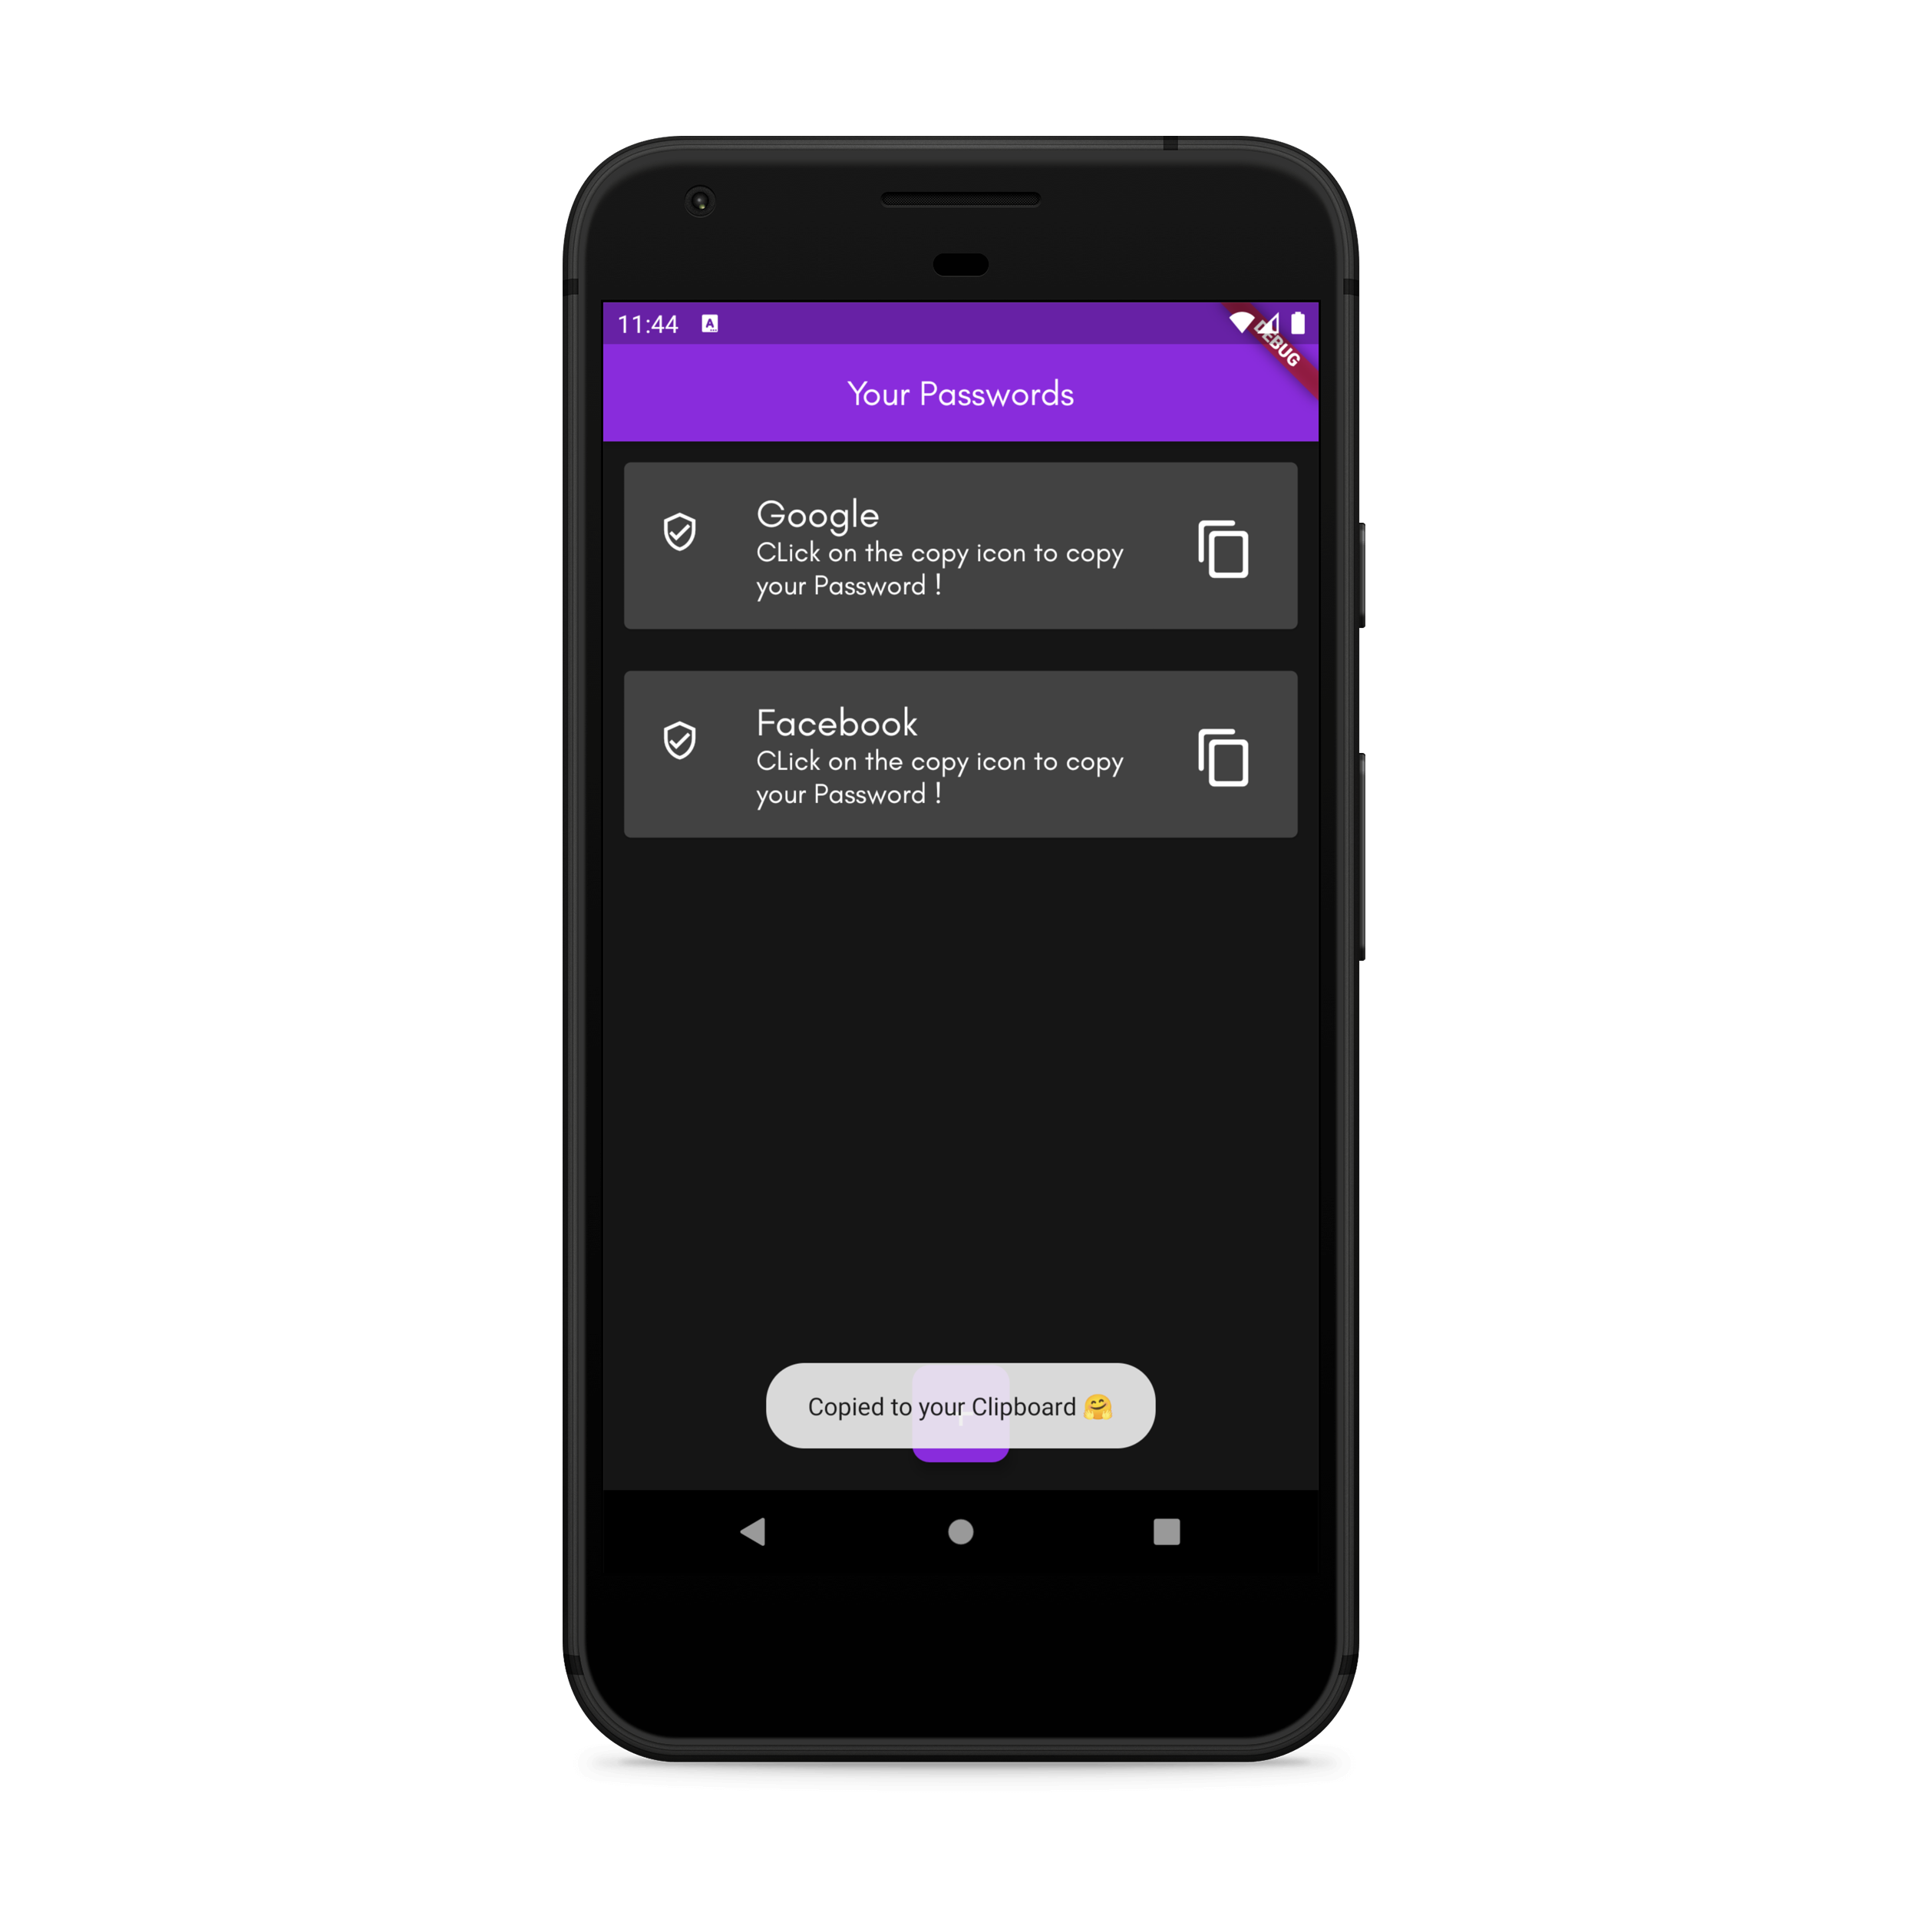 11:44
DEBUG
Your Passwords
Google
CLick on the copy icon to copy
your Password !
Facebook
CLick on the copy icon to copy
your Password !
Copied to your Clipboard 🤗